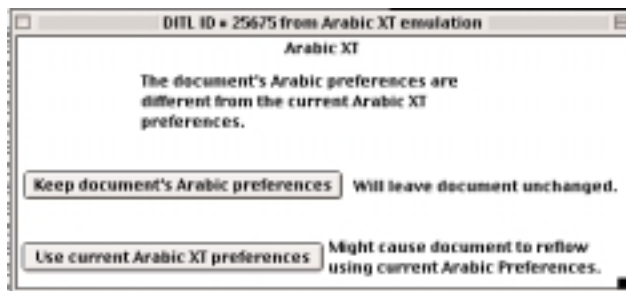 DITL ID = 25675 from Arabic XT emulation
Arabic XT
The document's Arabic preferences are
different from the current Arabic XT
preferences.
Keep document's Arabic preferences Will leave document unchanged.
Might cause document to reflow
Use current Arabic XT preferences
using current Arabic Preferences.